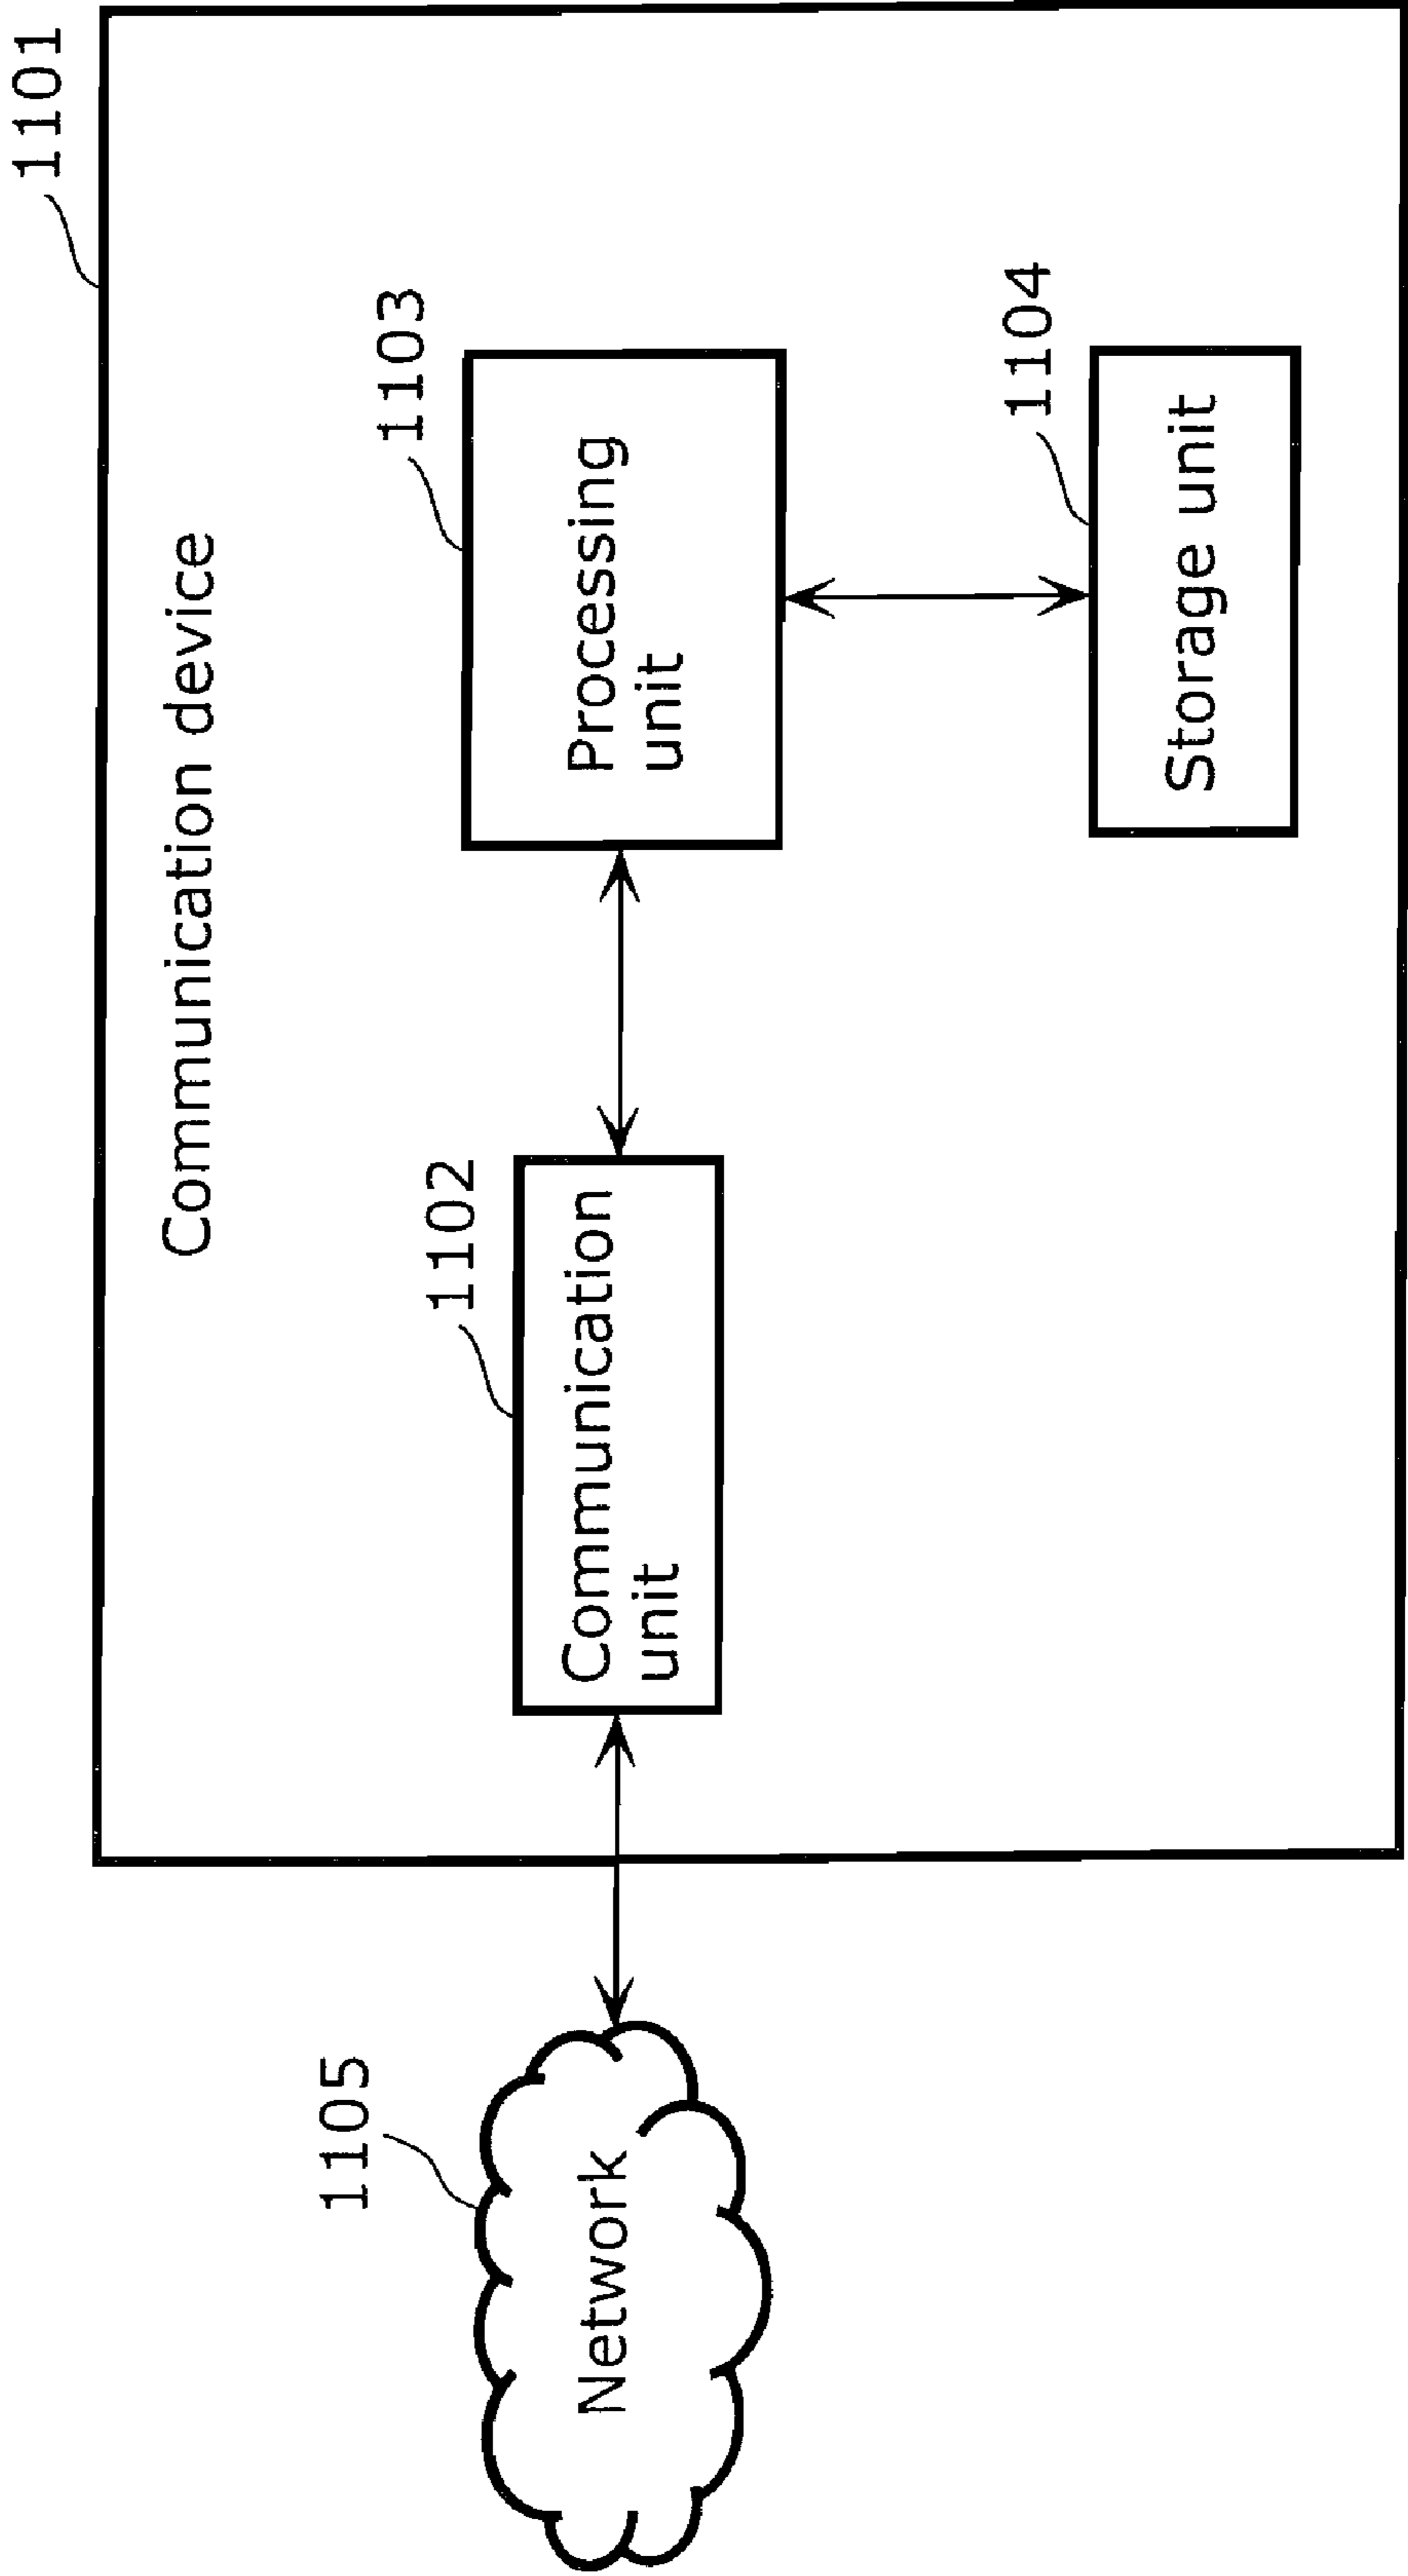 1101
Communication device
1103
Processing
unit
1102
Communication
unit
1105
Network
1104
Storage unit